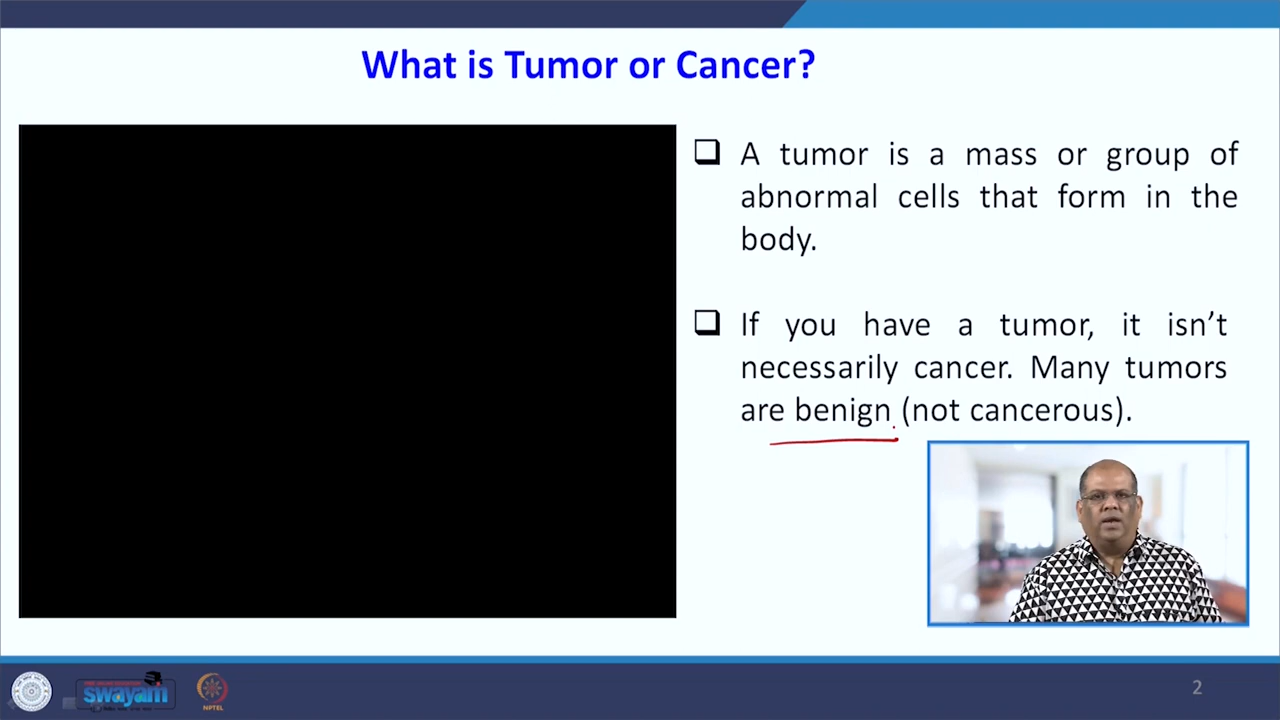 What is Tumor or Cancer?
❑ A tumor is a mass or group of
abnormal cells that form in the
body.
❑ If you have a tumor, it isn’t
necessarily cancer. Many tumors
are benign (not cancerous).
swayam
NPTEL
2